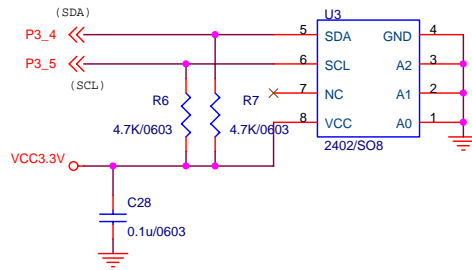 (SDA)
U3
P3_4
5 SDA GND 4
P3_5
6 SCL A2 3
(SCL)
R6 R7
7 NC A1 2
4.7K/0603 4.7K/0603
8 VCC A0 1
2402/SO8
VCC3.3V
C28
0.1u/0603